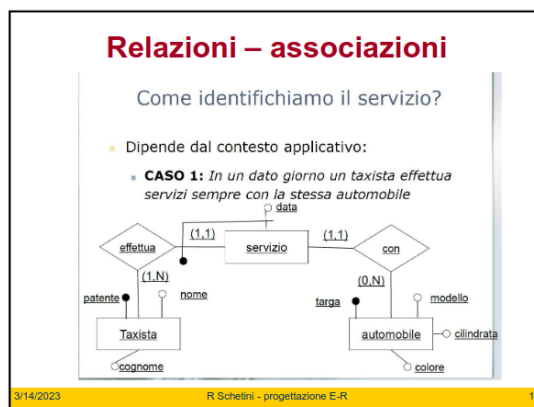 Relazioni – associazioni
Come identifichiamo il servizio?
Dipende dal contesto applicativo:
CASO 1: In un dato giorno un taxista effettua
servizi sempre con la stessa automobile
data
effettua
(1,1)
servizio
(1,1)
con
(1,N)
(0,N)
patente
nome
targa
modello
Taxista
automobile
cilindrata
cognome
colore
3/14/2023
R Schetini - progettazione E-R
1